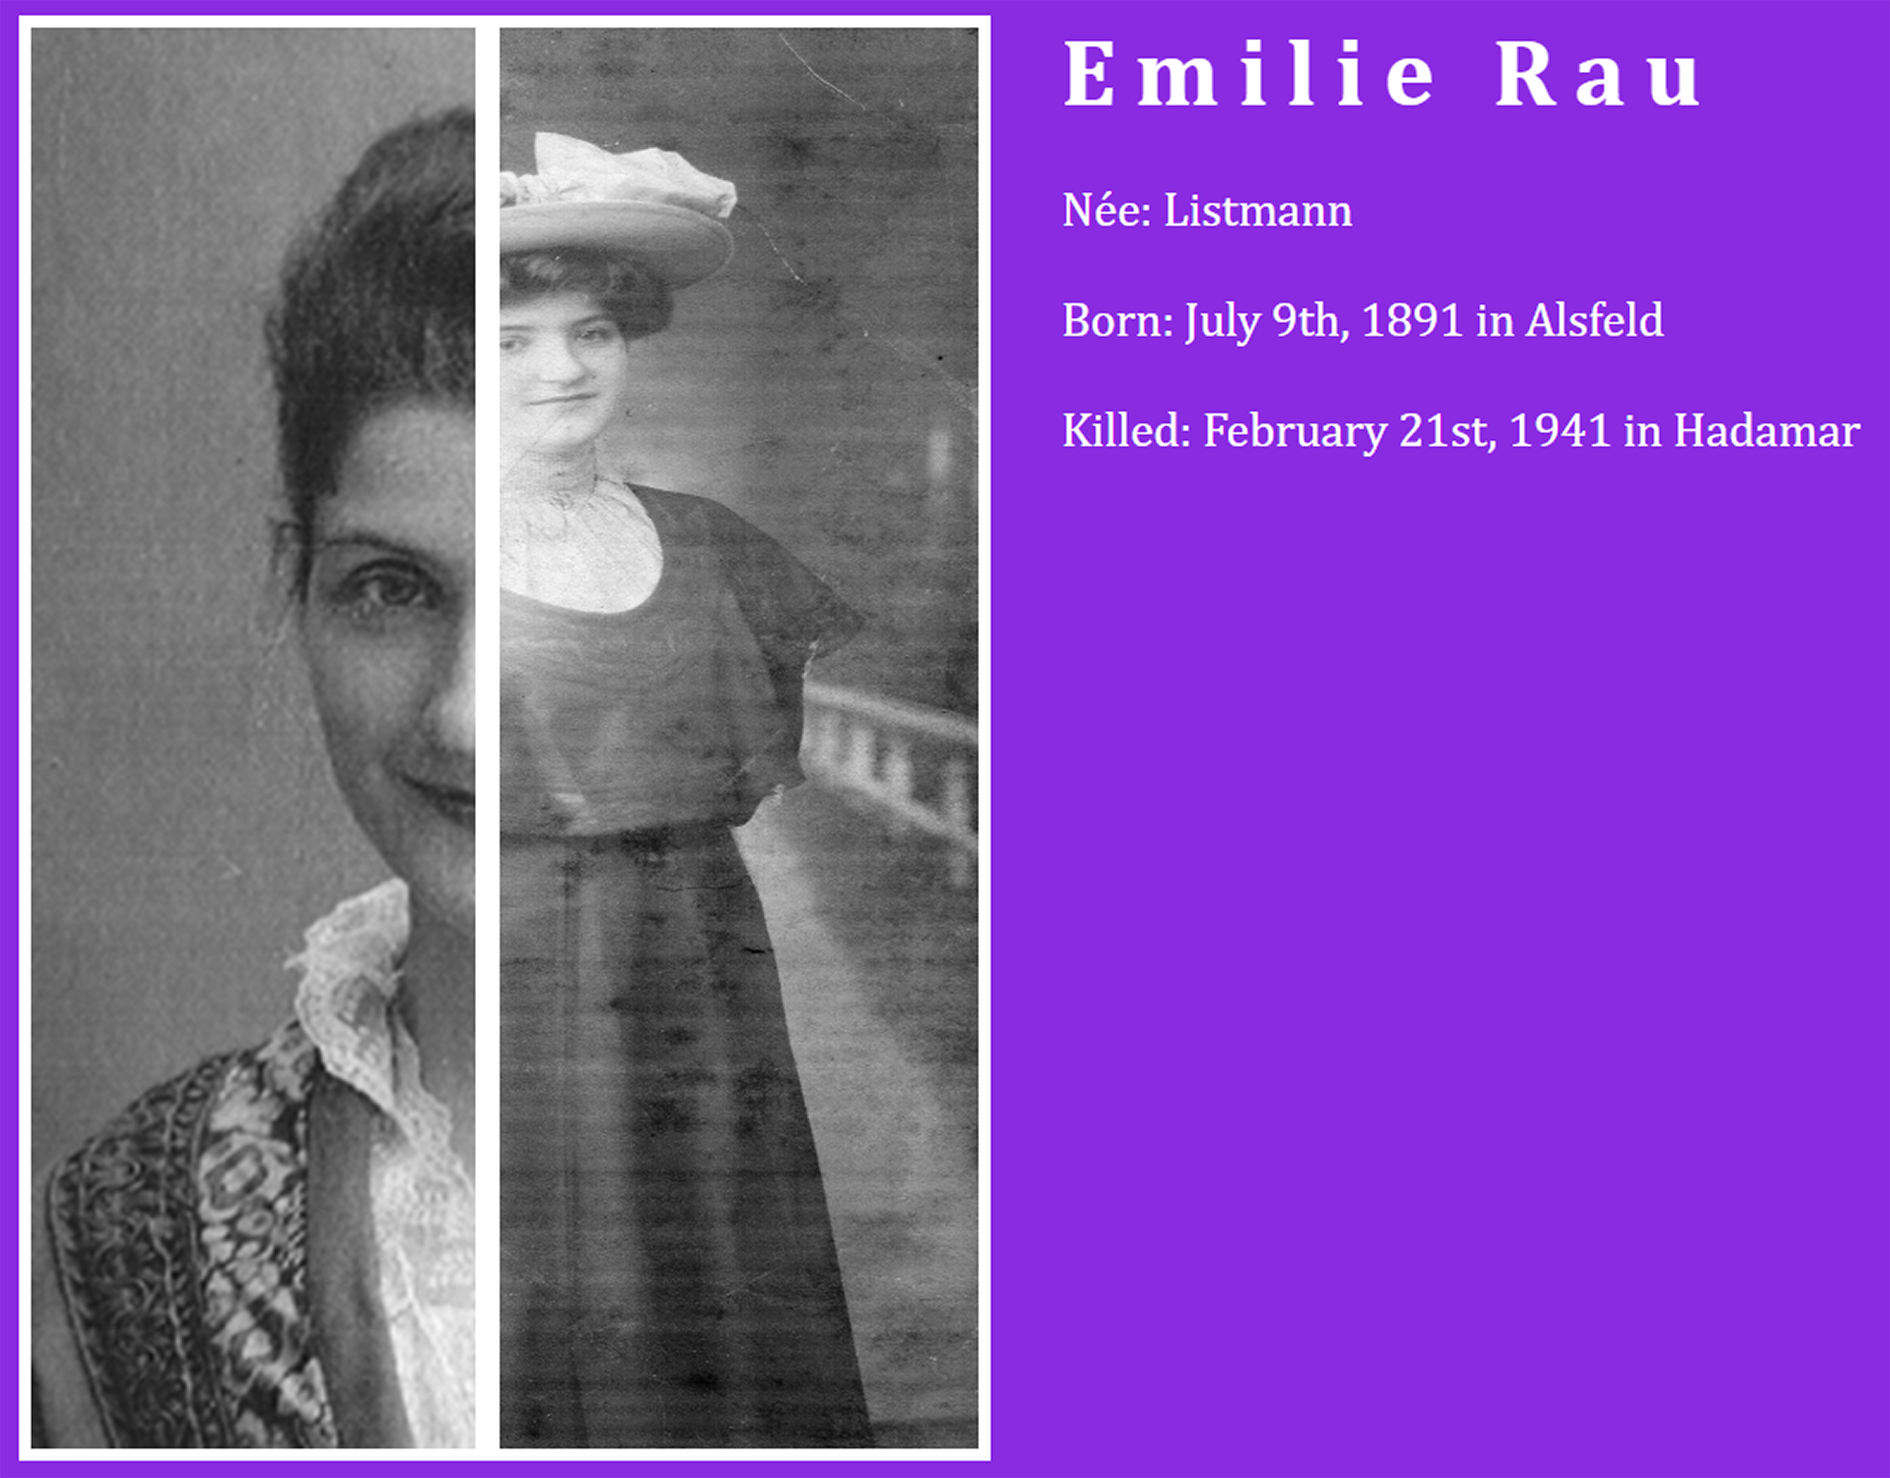 Emilie Rau
Née: Listmann
Born: July 9th, 1891 in Alsfeld
Killed: February 21st, 1941 in Hadamar